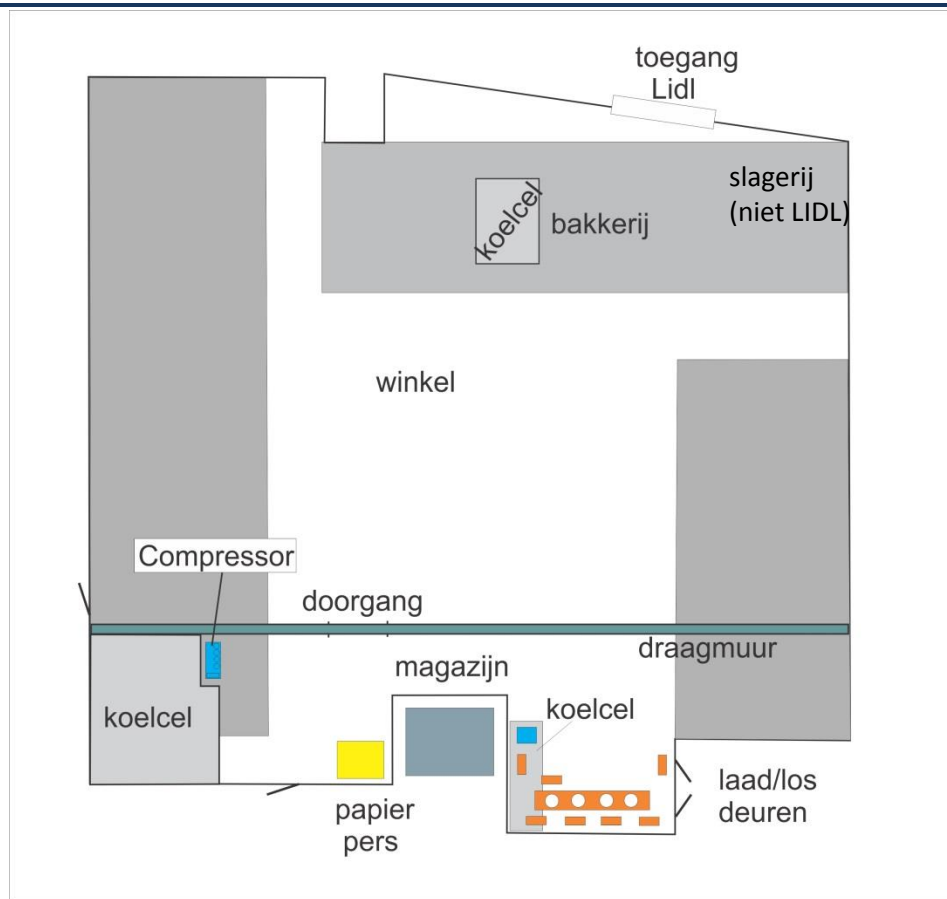 toegang
Lidl
slagerij
(niet LIDL)
koelcel
bakkerij
winkel
Compressor
doorgang
draagmuur
magazijn
koelcel
koelcel
laad/los
deuren
papier
pers